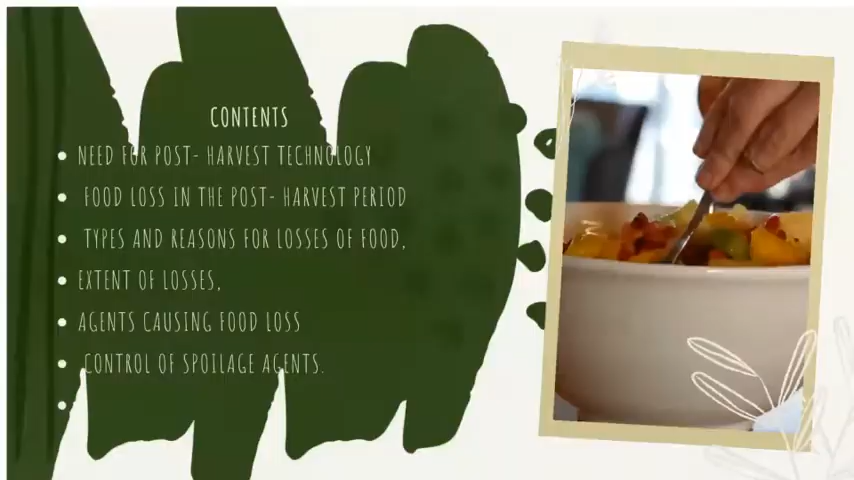 CONTENTS
• NEED FOR POST- HARVEST TECHNOLOGY
• FOOD LOSS IN THE POST- HARVEST PERIOD
• TYPES AND REASONS FOR LOSSES OF FOOD,
• EXTENT OF LOSSES,
• AGENTS CAUSING FOOD LOSS
• CONTROL OF SPOILAGE AGENTS.
•